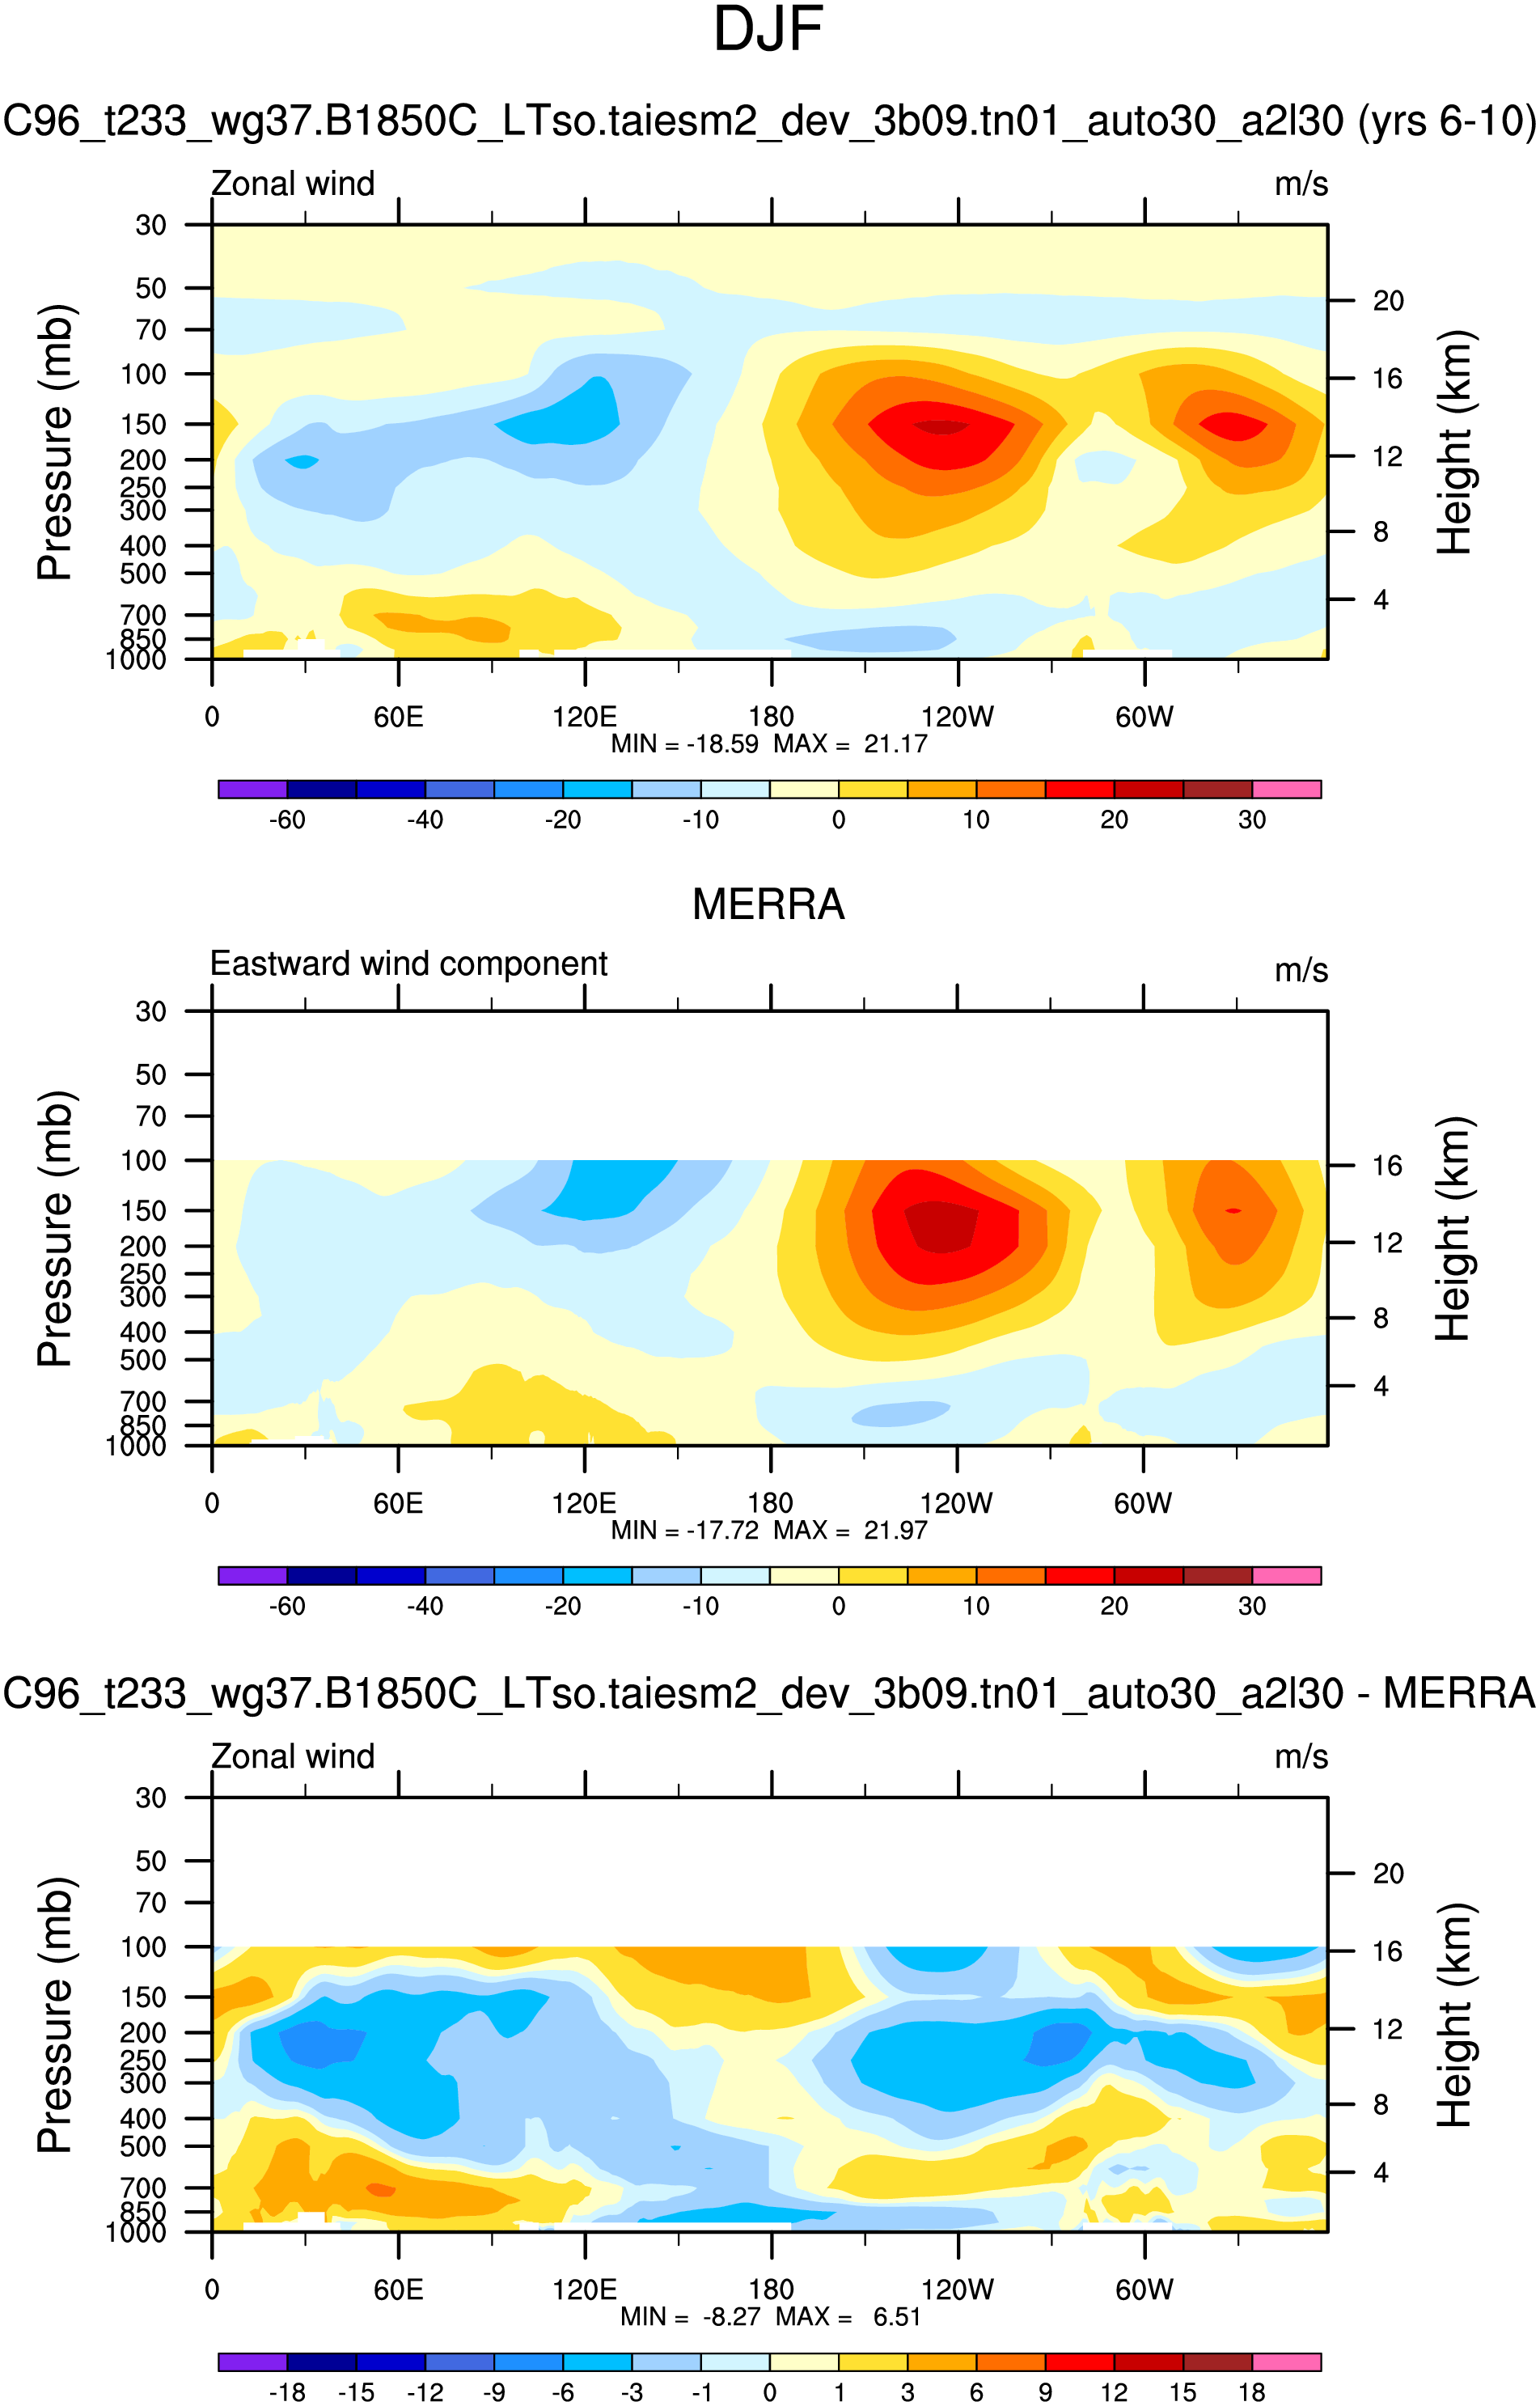 DJF
C96_t233_wg37.B1850C_LTso.taiesm2_dev_3b09.tn01_auto30_a2l30 (yrs 6-10)
Zonal wind m/s
30
50 20
70
100 16
150
200 12
250
300 8
400
500
700 4
850
1000
Pressure (mb)
Height (km)
0 60E 120E 180 120W 60W
MIN = -18.59 MAX = 21.17
-60 -40 -20 -10 0 10 20 30
MERRA
Eastward wind component m/s
30
50
70
100 16
150
200 12
250
300 8
400
500
700 4
850
1000
Pressure (mb)
Height (km)
0 60E 120E 180 120W 60W
MIN = -17.72 MAX = 21.97
-60 -40 -20 -10 0 10 20 30
C96_t233_wg37.B1850C_LTso.taiesm2_dev_3b09.tn01_auto30_a2l30 - MERRA
Zonal wind m/s
30
50 20
70
100 16
150
200 12
250
300 8
400
500
700 4
850
1000
Pressure (mb)
Height (km)
0 60E 120E 180 120W 60W
MIN = -8.27 MAX = 6.51
-18 -15 -12 -9 -6 -3 -1 0 1 3 6 9 12 15 18